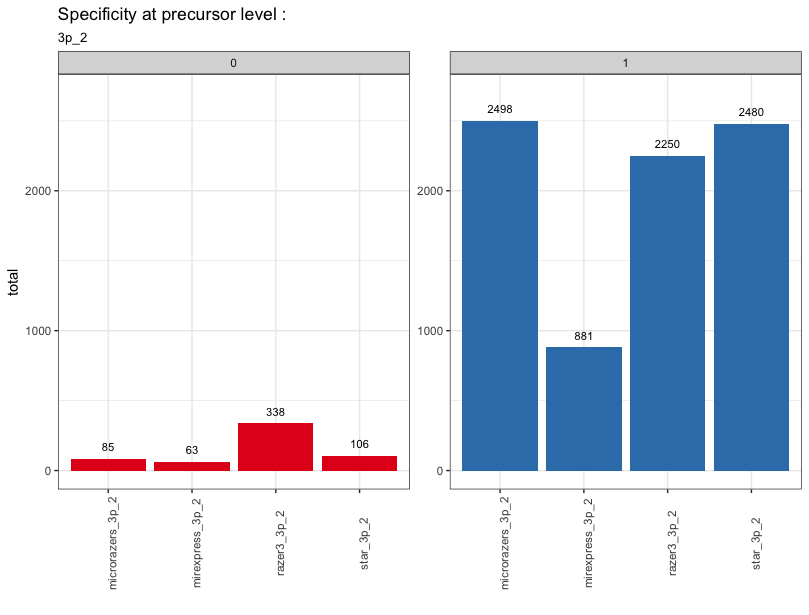 Specificity at precursor level :
3p_2
0
1
total
2000
1000
0
85
63
338
106
microrazers_3p_2
mirexpress_3p_2
razer3_3p_2
star_3p_2
2000
1000
0
2498
881
2250
2480
microrazers_3p_2
mirexpress_3p_2
razer3_3p_2
star_3p_2